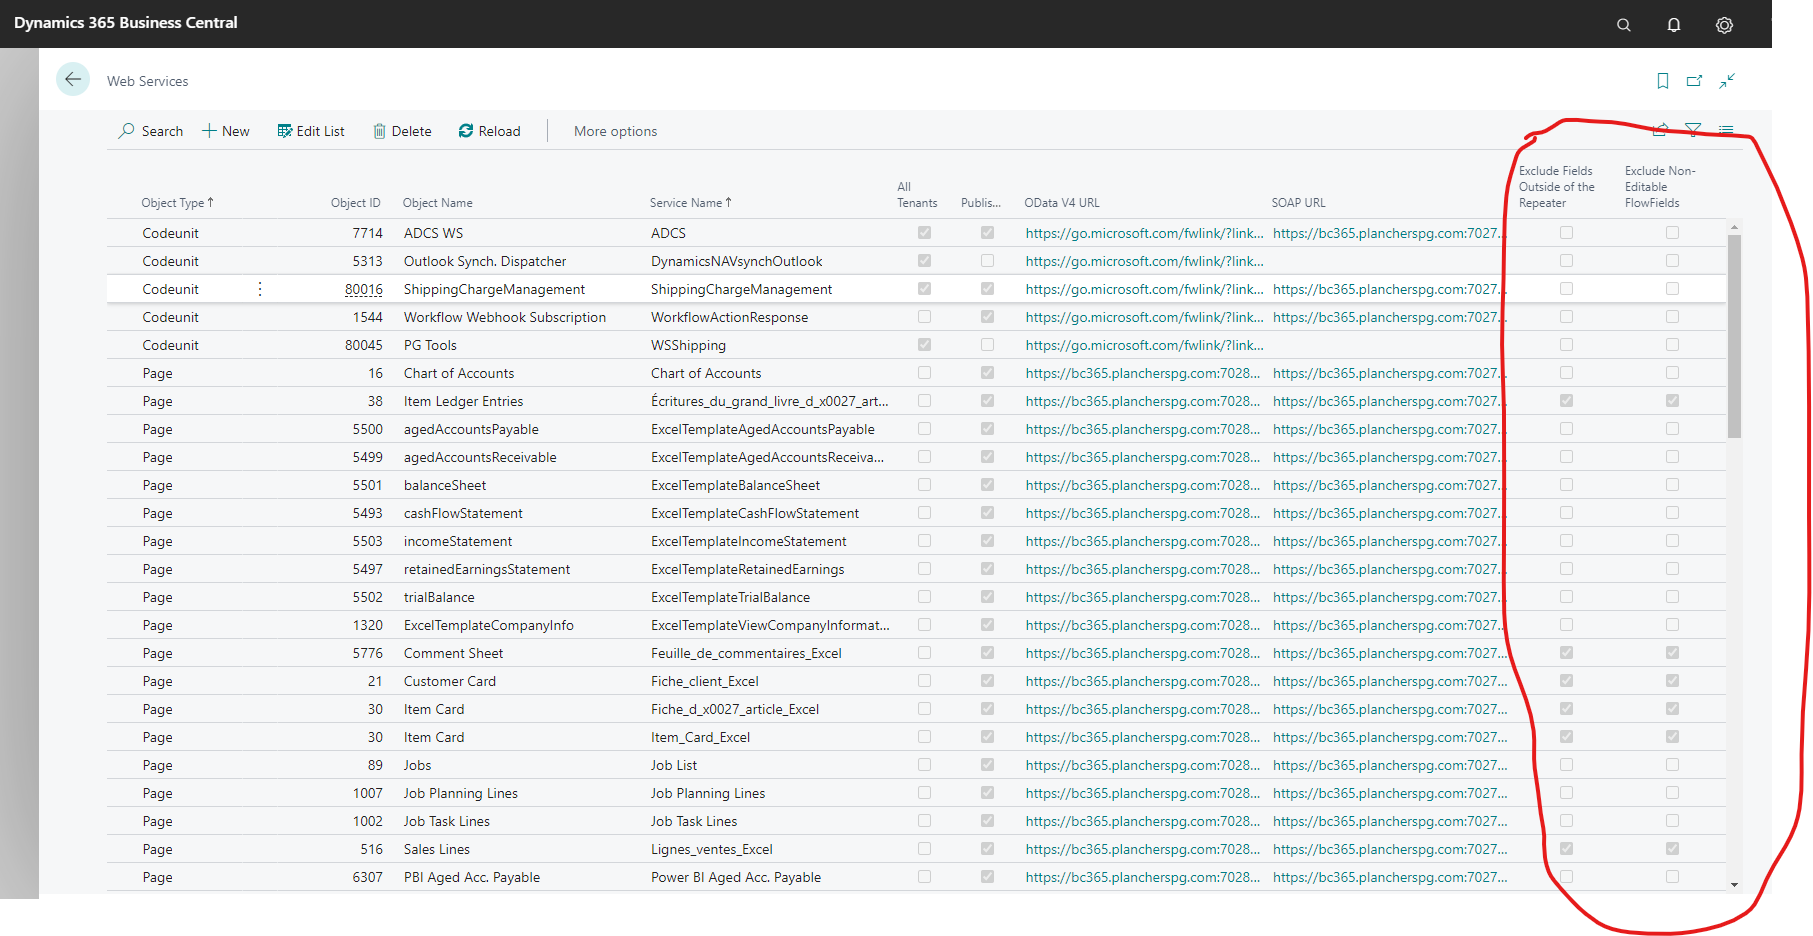 Dynamics 365 Business Central
Web Services
Search New Edit List Delete Reload More options
Object Type ↑ Object ID Object Name Service Name ↑ All Tenants Publis... OData V4 URL SOAP URL Exclude Fields Outside of the Repeater Exclude Non-Editable FlowFields
Codeunit 7714 ADCS WS ADCS https://go.microsoft.com/fwlink/?link... https://bc365.plancherspg.com:7027...
Codeunit 5313 Outlook Synch. Dispatcher DynamicsNAVsynchOutlook https://go.microsoft.com/fwlink/?link...
Codeunit 80016 ShippingChargeManagement ShippingChargeManagement https://go.microsoft.com/fwlink/?link... https://bc365.plancherspg.com:7027...
Codeunit 1544 Workflow Webhook Subscription WorkflowActionResponse https://go.microsoft.com/fwlink/?link... https://bc365.plancherspg.com:7027...
Codeunit 80045 PG Tools WSShipping https://go.microsoft.com/fwlink/?link...
Page 16 Chart of Accounts Chart of Accounts https://bc365.plancherspg.com:7028... https://bc365.plancherspg.com:7027...
Page 38 Item Ledger Entries Écritures_du_grand_livre_d_x0027_art... https://bc365.plancherspg.com:7028... https://bc365.plancherspg.com:7027...
Page 5500 agedAccountsPayable ExcelTemplateAgedAccountsPayable https://bc365.plancherspg.com:7028... https://bc365.plancherspg.com:7027...
Page 5499 agedAccountsReceivable ExcelTemplateAgedAccountsReceiva... https://bc365.plancherspg.com:7028... https://bc365.plancherspg.com:7027...
Page 5501 balanceSheet ExcelTemplateBalanceSheet https://bc365.plancherspg.com:7028... https://bc365.plancherspg.com:7027...
Page 5493 cashFlowStatement ExcelTemplateCashFlowStatement https://bc365.plancherspg.com:7028... https://bc365.plancherspg.com:7027...
Page 5503 incomeStatement ExcelTemplateIncomeStatement https://bc365.plancherspg.com:7028... https://bc365.plancherspg.com:7027...
Page 5497 retainedEarningsStatement ExcelTemplateRetainedEarnings https://bc365.plancherspg.com:7028... https://bc365.plancherspg.com:7027...
Page 5502 trialBalance ExcelTemplateTrialBalance https://bc365.plancherspg.com:7028... https://bc365.plancherspg.com:7027...
Page 1320 ExcelTemplateCompanyInfo ExcelTemplateViewCompanyInformat... https://bc365.plancherspg.com:7028... https://bc365.plancherspg.com:7027...
Page 5776 Comment Sheet Feuille_de_commentaires_Excel https://bc365.plancherspg.com:7028... https://bc365.plancherspg.com:7027...
Page 21 Customer Card Fiche_client_Excel https://bc365.plancherspg.com:7028... https://bc365.plancherspg.com:7027...
Page 30 Item Card Fiche_d_x0027_article_Excel https://bc365.plancherspg.com:7028... https://bc365.plancherspg.com:7027...
Page 30 Item Card Item_Card_Excel https://bc365.plancherspg.com:7028... https://bc365.plancherspg.com:7027...
Page 89 Jobs Job List https://bc365.plancherspg.com:7028... https://bc365.plancherspg.com:7027...
Page 1007 Job Planning Lines Job Planning Lines https://bc365.plancherspg.com:7028... https://bc365.plancherspg.com:7027...
Page 1002 Job Task Lines Job Task Lines https://bc365.plancherspg.com:7028... https://bc365.plancherspg.com:7027...
Page 516 Sales Lines Lignes_ventes_Excel https://bc365.plancherspg.com:7028... https://bc365.plancherspg.com:7027...
Page 6307 PBI Aged Acc. Payable Power BI Aged Acc. Payable https://bc365.plancherspg.com:7028... https://bc365.plancherspg.com:7027...